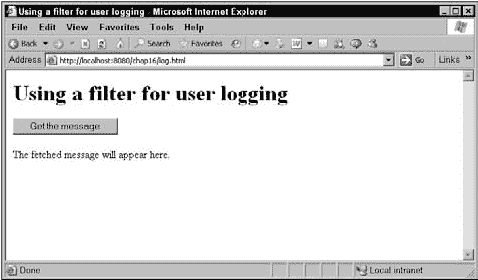 Using a filter for user logging - Microsoft Internet Explorer
File Edit View Favorites Tools Help
Back Search Favorites
Address http://localhost:8080/chap16/log.html Go Links »
Using a filter for user logging
Get the message
The fetched message will appear here.
Done Local intranet